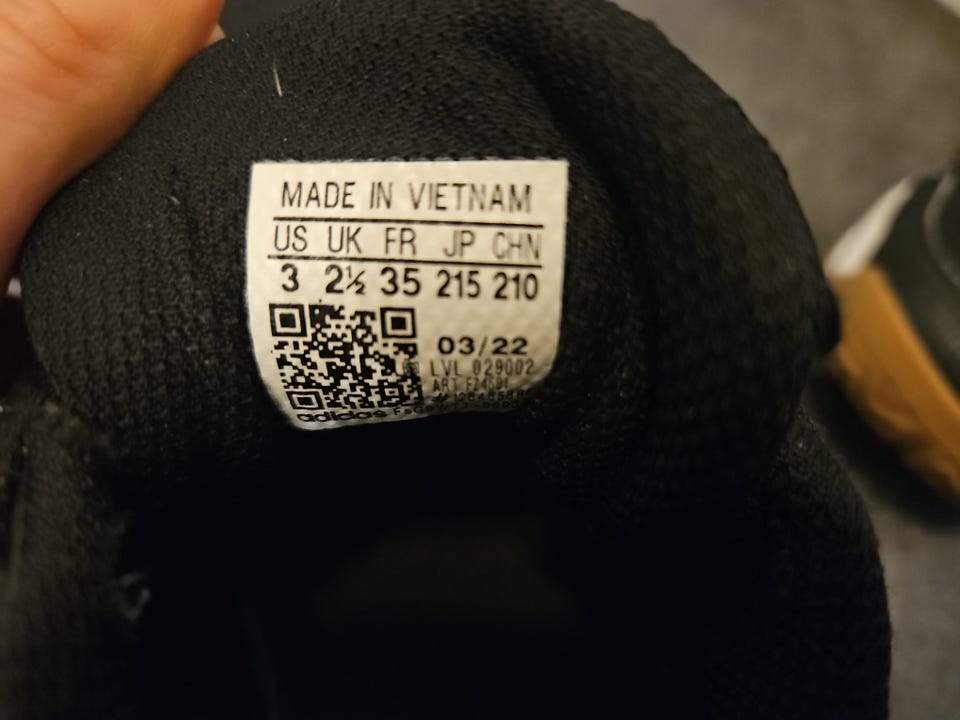 MADE IN VIETNAM
US UK FR JP CHN
3 2½ 35 215 210
03/22
LVL 029002
ART
adidas